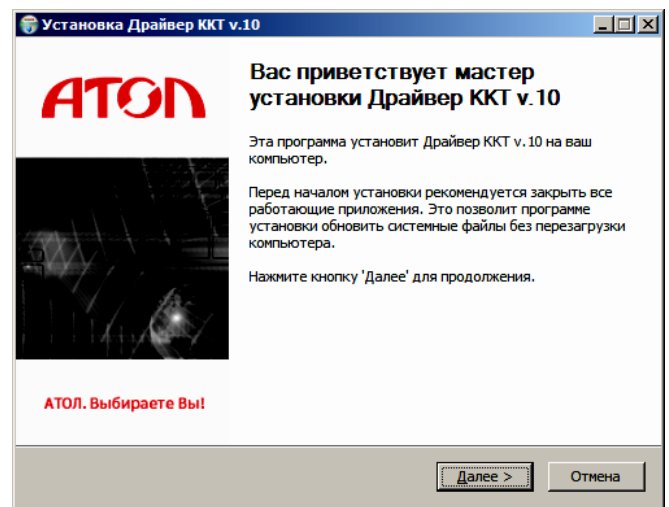 Установка Драйвер ККТ v.10
АТОЛ
Вас приветствует мастер
установки Драйвер ККТ v.10
Эта программа установит Драйвер ККТ v.10 на ваш
компьютер.
Перед началом установки рекомендуется закрыть все
работающие приложения. Это позволит программе
установки обновить системные файлы без перезагрузки
компьютера.
Нажмите кнопку 'Далее' для продолжения.
АТОЛ. Выбираете Вы!
Далее >
Отмена